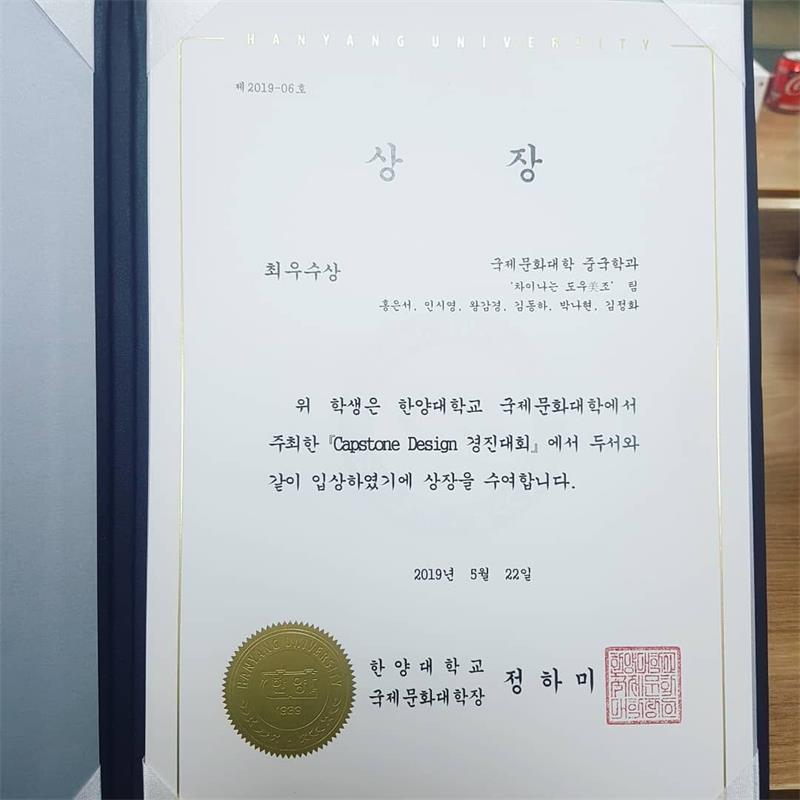 HANYANG UNIVERSITY
제2019-06호
상 장
최우수상
국제문화대학 중국학과
'차이나는 도우美조' 팀
홍은서, 인시영, 왕감경, 김동하, 박나현, 김정화
위 학생은 한양대학교 국제문화대학에서
주최한『Capstone Design 경진대회』에서 두서와
같이 입상하였기에 상장을 수여합니다.
2019년 5월 22일
한양대학교
국제문화대학장 정하미
HANYANG UNIVERSITY
한양
1939